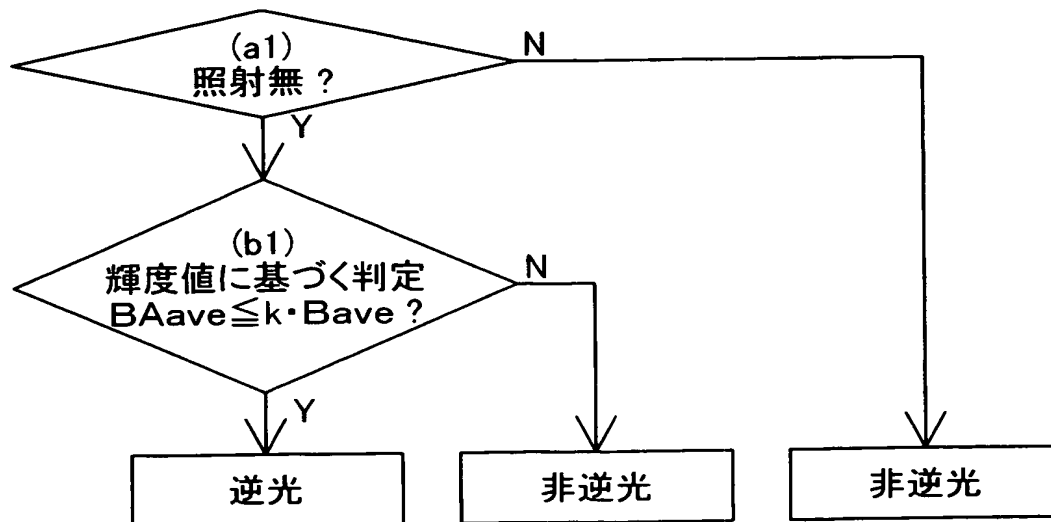 (a1)
照射無?
N
Y
(b1)
輝度値に基づく判定
BAave≦k・Bave ?
N
Y
逆光
非逆光
非逆光